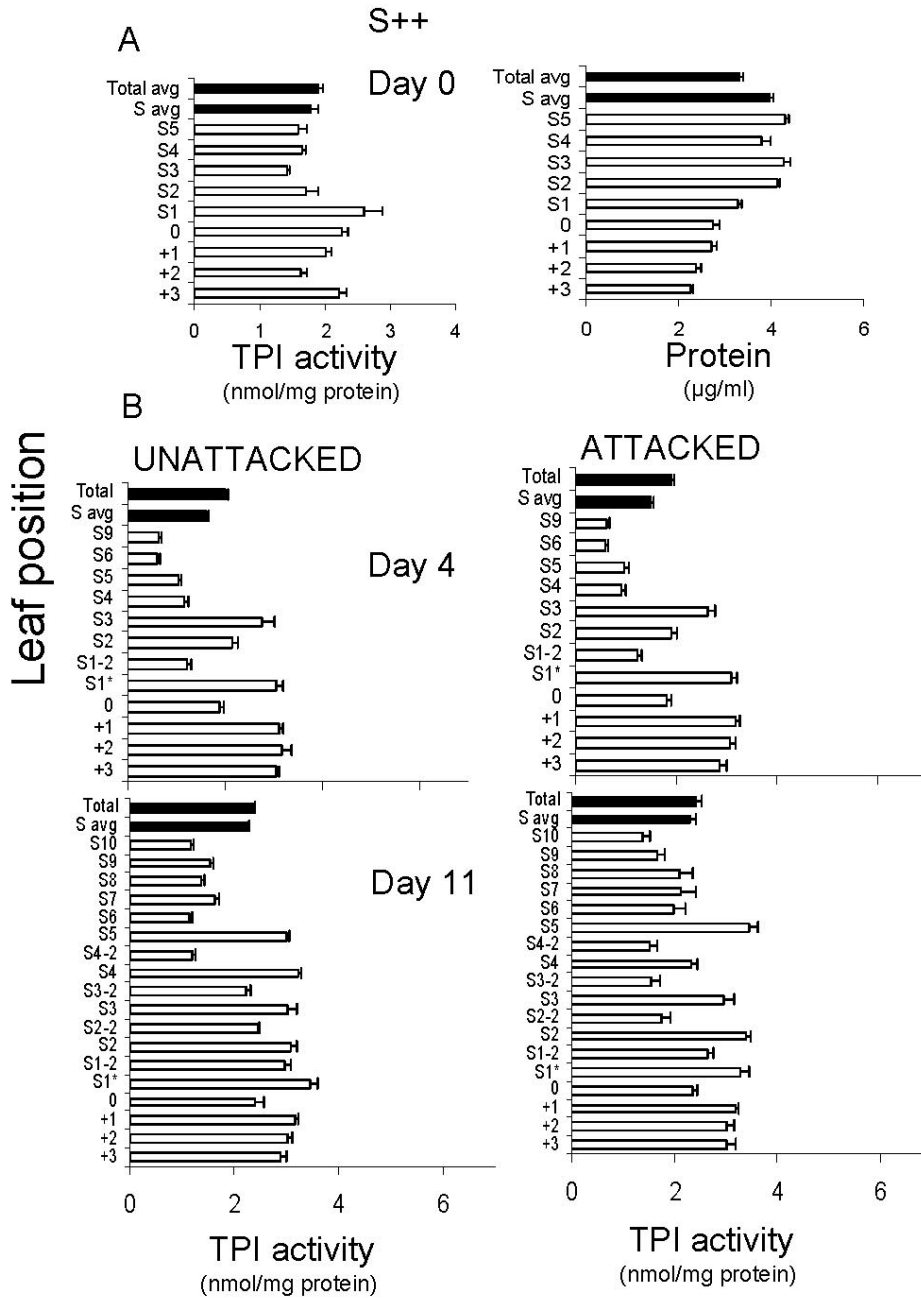 S++
A
Day 0
Total avg
S avg
S5
S4
S3
S2
S1
0
+1
+2
+3
0 1 2 3 4
TPI activity
(nmol/mg protein)
Total avg
S avg
S5
S4
S3
S2
S1
0
+1
+2
+3
0 2 4 6
Protein
(µg/ml)
B
Leaf position
UNATTACKED
ATTACKED
Day 4
Total
S avg
S9
S6
S5
S4
S3
S2
S1-2
S1*
0
+1
+2
+3
Total
S avg
S9
S6
S5
S4
S3
S2
S1-2
S1*
0
+1
+2
+3
Day 11
Total
S avg
S10
S9
S8
S7
S6
S5
S4-2
S4
S3-2
S3
S2-2
S2
S1-2
S1*
0
+1
+2
+3
0 2 4 6
TPI activity
(nmol/mg protein)
Total
S avg
S10
S9
S8
S7
S6
S5
S4-2
S4
S3-2
S3
S2-2
S2
S1-2
S1*
0
+1
+2
+3
0 2 4 6
TPI activity
(nmol/mg protein)